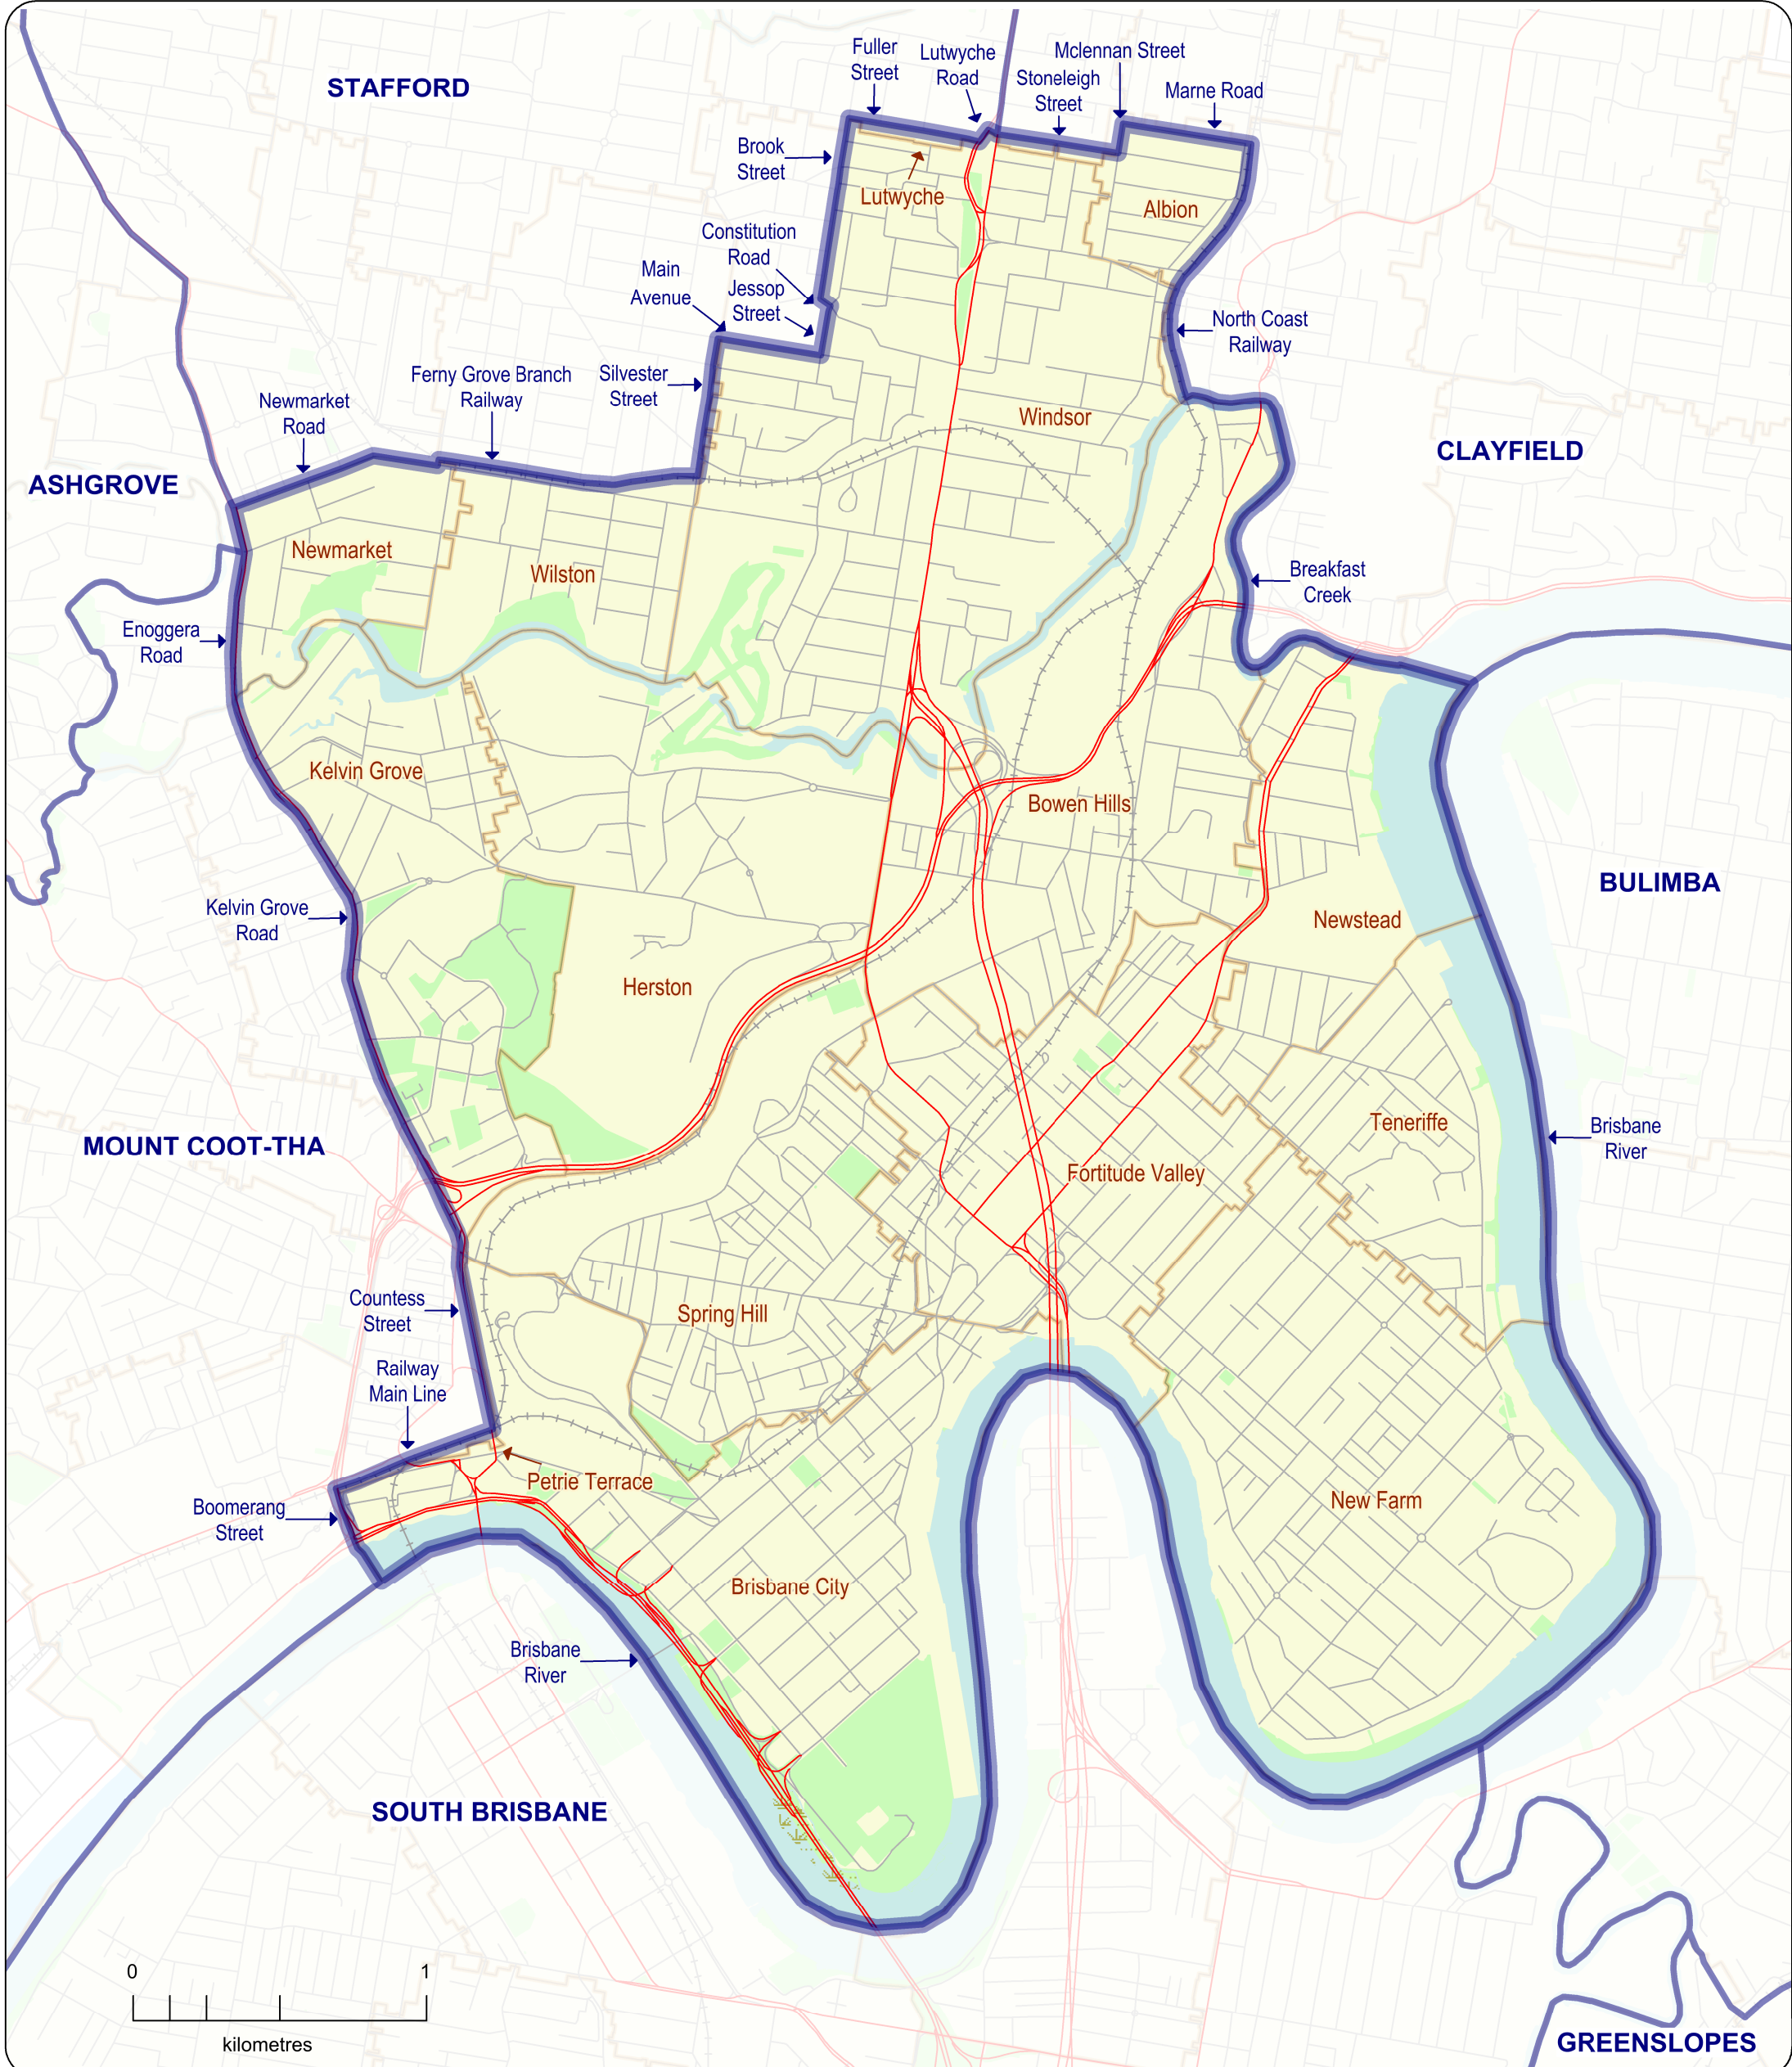 Fuller
Street
Lutwyche
Road
Mclennan Street
Stoneleigh
Street
Marne Road
STAFFORD
Brook
Street
Lutwyche
Albion
Constitution
Road
Main
Avenue
Jessop
Street
North Coast
Railway
Ferny Grove Branch
Railway
Silvester
Street
Newmarket
Road
Windsor
CLAYFIELD
ASHGROVE
Newmarket
Wilston
Breakfast
Creek
Enoggera
Road
Kelvin Grove
Bowen Hills
BULIMBA
Kelvin Grove
Road
Newstead
Herston
MOUNT COOT-THA
Teneriffe
Brisbane
River
Fortitude Valley
Countess
Street
Spring Hill
Railway
Main Line
Petrie Terrace
New Farm
Boomerang
Street
Brisbane City
Brisbane
River
SOUTH BRISBANE
0 1
kilometres
GREENSLOPES